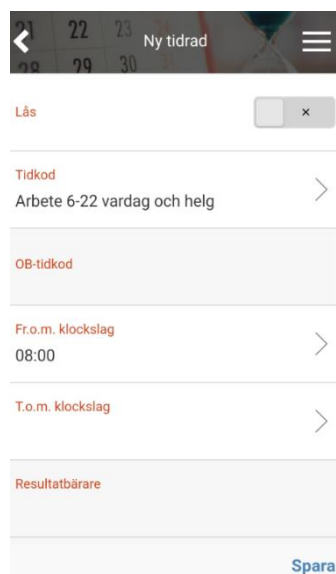 21 22 23
Ny tidrad
28 29 30
Lås
×
Tidkod
Arbete 6-22 vardag och helg
OB-tidkod
Fr.o.m. klockslag
08:00
T.o.m. klockslag
Resultatbärare
Spara